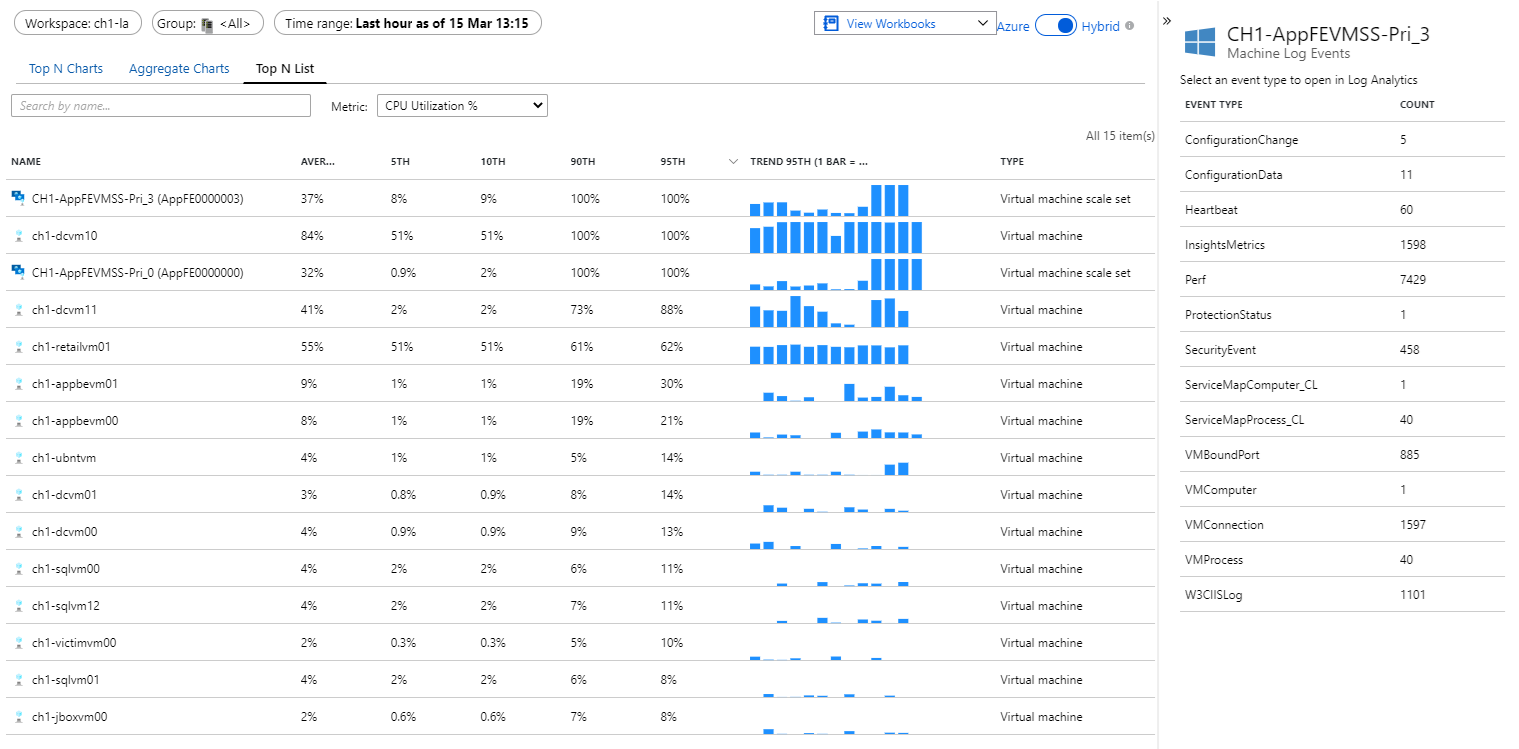 Workspace: ch1-la
Group: <All>
Time range: Last hour as of 15 Mar 13:15
View Workbooks
Azure
Hybrid
Top N Charts
Aggregate Charts
Top N List
Search by name...
Metric:
CPU Utilization %
All 15 item(s)
NAME AVER... 5TH 10TH 90TH 95TH TREND 95TH (1 BAR = ... TYPE
CH1-AppFEVMSS-Pri_3 (AppFE0000003) 37% 8% 9% 100% 100% Virtual machine scale set
ch1-dcvm10 84% 51% 51% 100% 100% Virtual machine
CH1-AppFEVMSS-Pri_0 (AppFE0000000) 32% 0.9% 2% 100% 100% Virtual machine scale set
ch1-dcvm11 41% 2% 2% 73% 88% Virtual machine
ch1-retailvm01 55% 51% 51% 61% 62% Virtual machine
ch1-appbevm01 9% 1% 1% 19% 30% Virtual machine
ch1-appbevm00 8% 1% 1% 19% 21% Virtual machine
ch1-ubntvm 4% 1% 1% 5% 14% Virtual machine
ch1-dcvm01 3% 0.8% 0.9% 8% 14% Virtual machine
ch1-dcvm00 4% 0.9% 0.9% 9% 13% Virtual machine
ch1-sqlvm00 4% 2% 2% 6% 11% Virtual machine
ch1-sqlvm12 4% 2% 2% 7% 11% Virtual machine
ch1-victimvm00 2% 0.3% 0.3% 5% 10% Virtual machine
ch1-sqlvm01 4% 2% 2% 6% 8% Virtual machine
ch1-jboxvm00 2% 0.6% 0.6% 7% 8% Virtual machine
CH1-AppFEVMSS-Pri_3
Machine Log Events
Select an event type to open in Log Analytics
EVENT TYPE COUNT
ConfigurationChange 5
ConfigurationData 11
Heartbeat 60
InsightsMetrics 1598
Perf 7429
ProtectionStatus 1
SecurityEvent 458
ServiceMapComputer_CL 1
ServiceMapProcess_CL 40
VMBoundPort 885
VMComputer 1
VMConnection 1597
VMProcess 40
W3CIISLog 1101